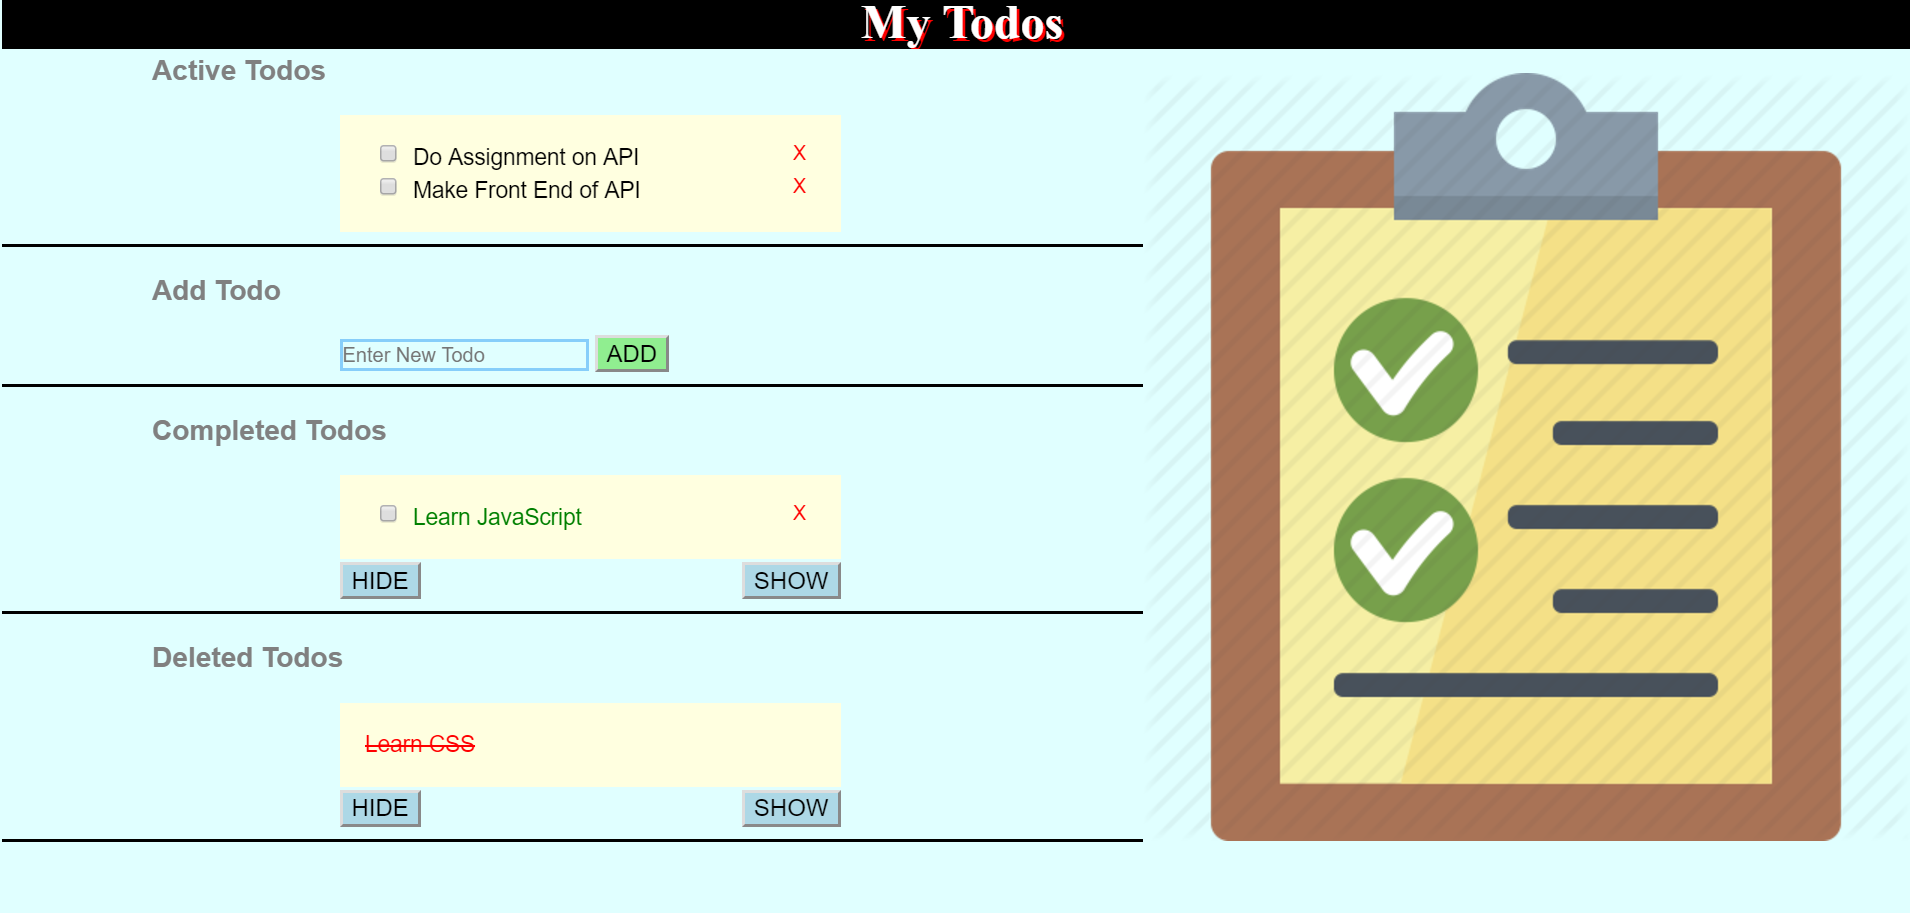 My Todos
Active Todos
Do Assignment on API X
Make Front End of API X
Add Todo
Enter New Todo ADD
Completed Todos
Learn JavaScript X
HIDE SHOW
Deleted Todos
Learn CSS
HIDE SHOW